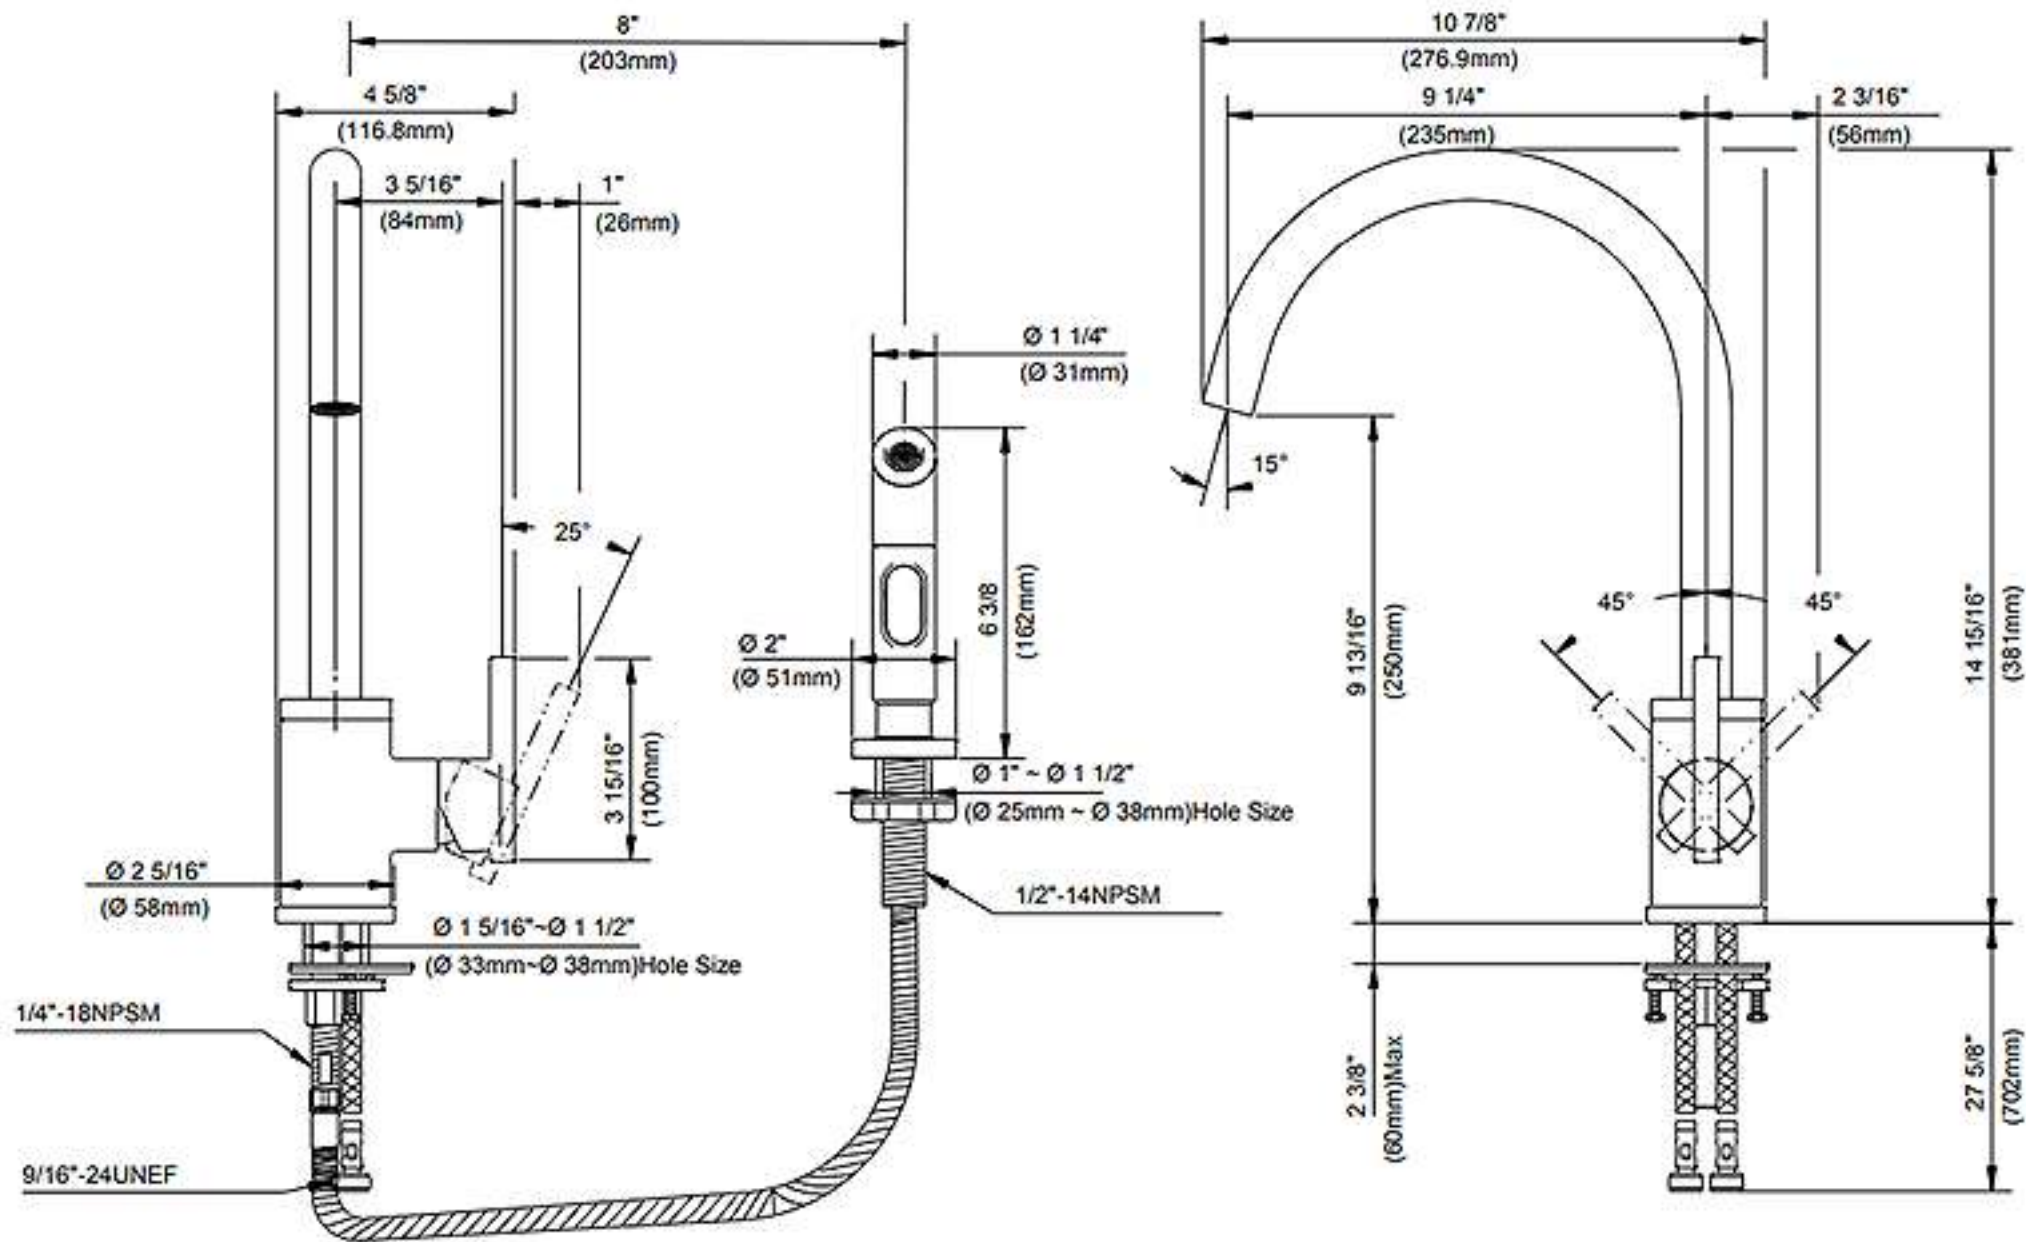 8"
(203mm)
4 5/8"
(116.8mm)
3 5/16"
(84mm)
1"
(26mm)
25°
Ø 1 1/4"
(Ø 31mm)
6 3/8
(162mm)
Ø 2"
(Ø 51mm)
3 15/16"
(100mm)
Ø 1" ~ Ø 1 1/2"
(Ø 25mm ~ Ø 38mm)Hole Size
Ø 2 5/16"
(Ø 58mm)
Ø 1 5/16"~Ø 1 1/2"
(Ø 33mm~Ø 38mm)Hole Size
1/2"-14NPSM
1/4"-18NPSM
9/16"-24UNEF
10 7/8"
(276.9mm)
9 1/4"
(235mm)
2 3/16"
(56mm)
15°
45°
45°
9 13/16"
(250mm)
14 15/16"
(381mm)
2 3/8"
(60mm)Max
27 5/8"
(702mm)